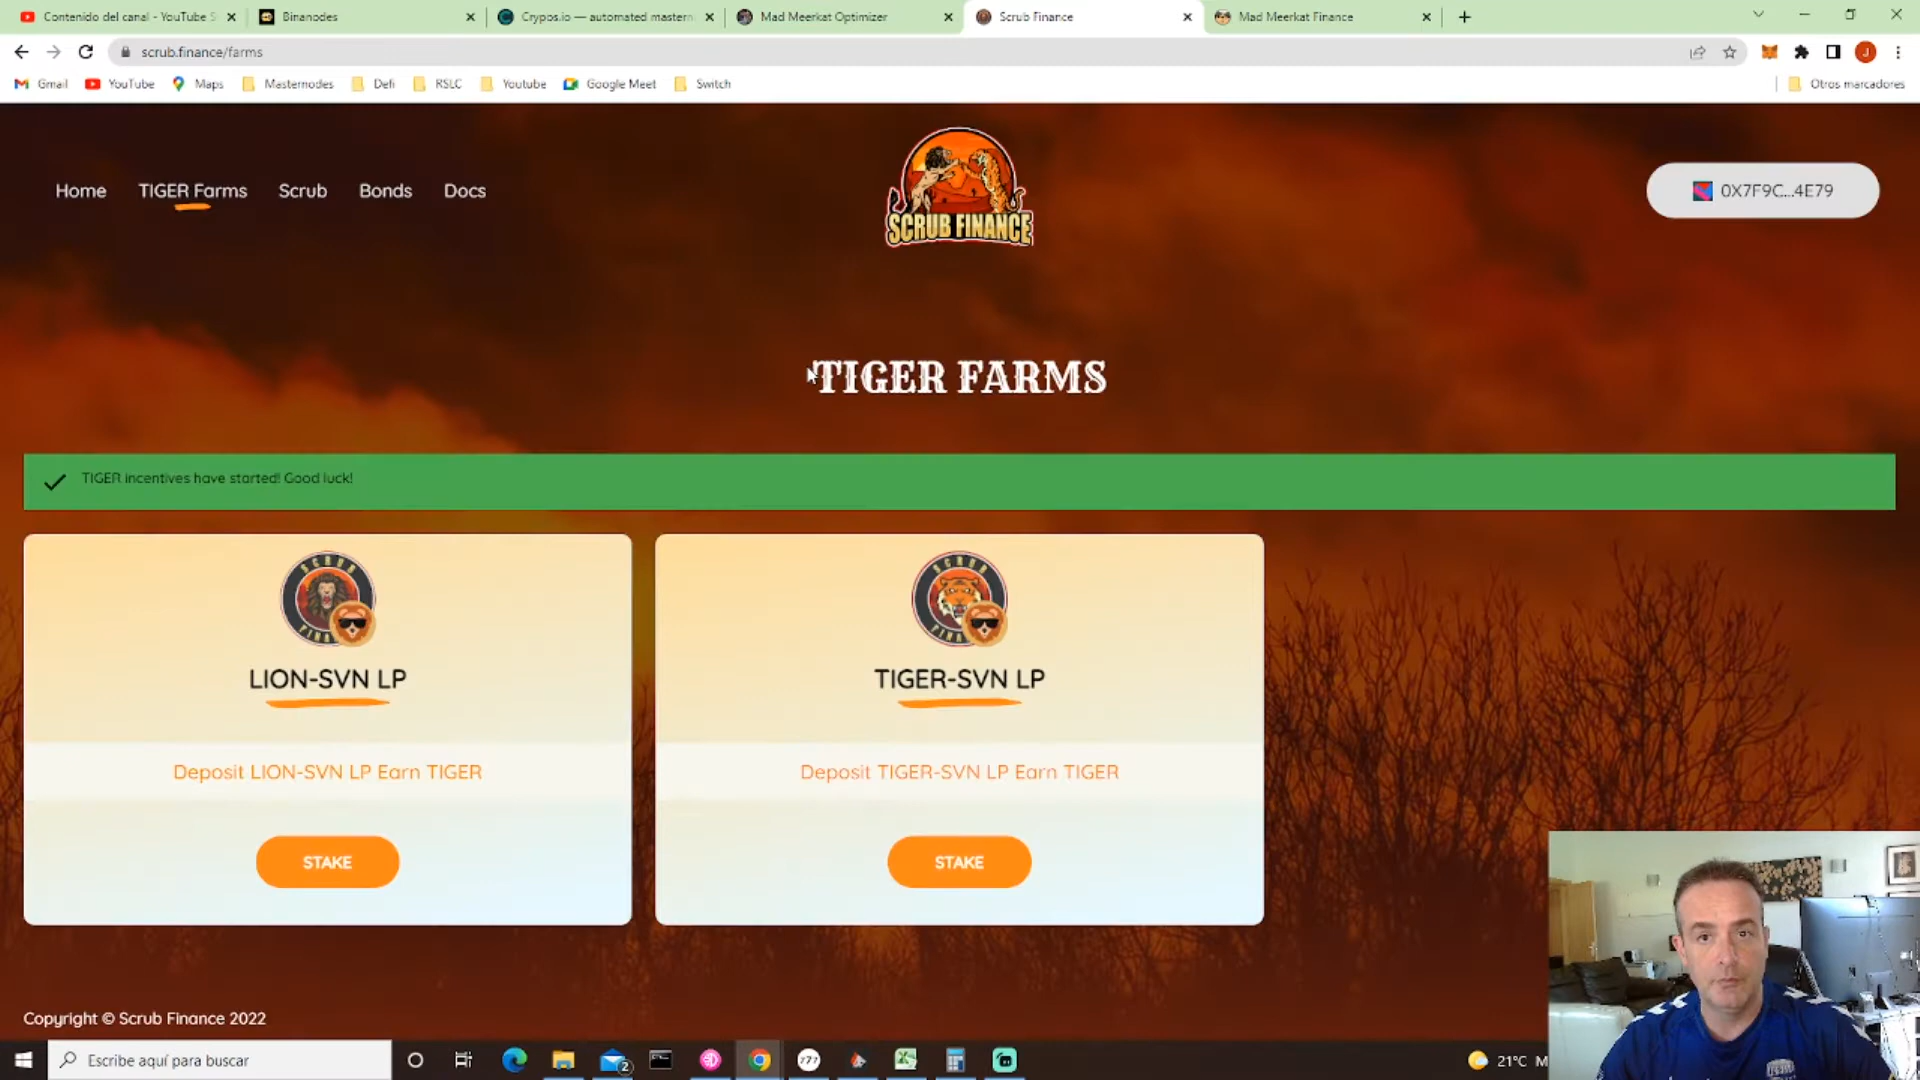 Contenido del canal - YouTube S
Binanodes
Crypos.io — automated mastern
Mad Meerkat Optimizer
Scrub Finance
Mad Meerkat Finance
scrub.finance/farms
J
Gmail
YouTube
Maps
Masternodes
Defi
RSLC
Youtube
Google Meet
Switch
Otros marcadores
Home
TIGER Farms
Scrub
Bonds
Docs
SCRUB FINANCE
0X7F9C...4E79
TIGER FARMS
TIGER incentives have started! Good luck!
SCRUB
SCRUB
LION-SVN LP
TIGER-SVN LP
Deposit LION-SVN LP Earn TIGER
Deposit TIGER-SVN LP Earn TIGER
STAKE
STAKE
Copyright © Scrub Finance 2022
Escribe aquí para buscar
2
777
21°C M